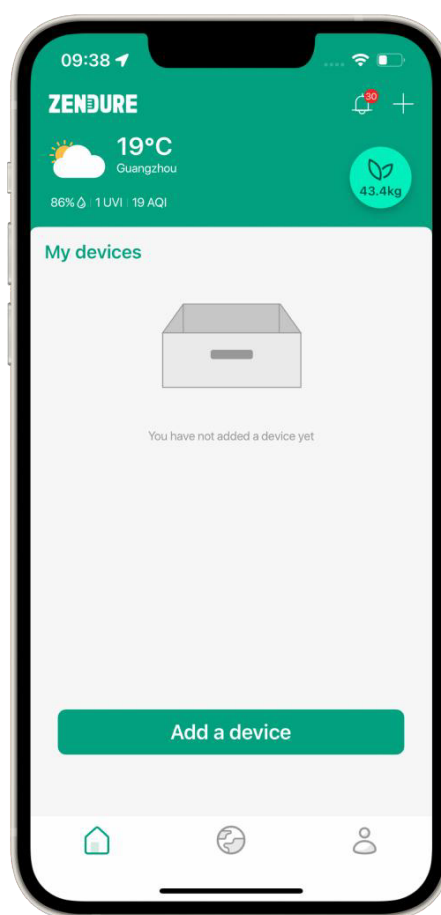 09:38
ZENDURE
30
19°C
Guangzhou
86% 1 UVI 19 AQI
43.4kg
My devices
You have not added a device yet
Add a device